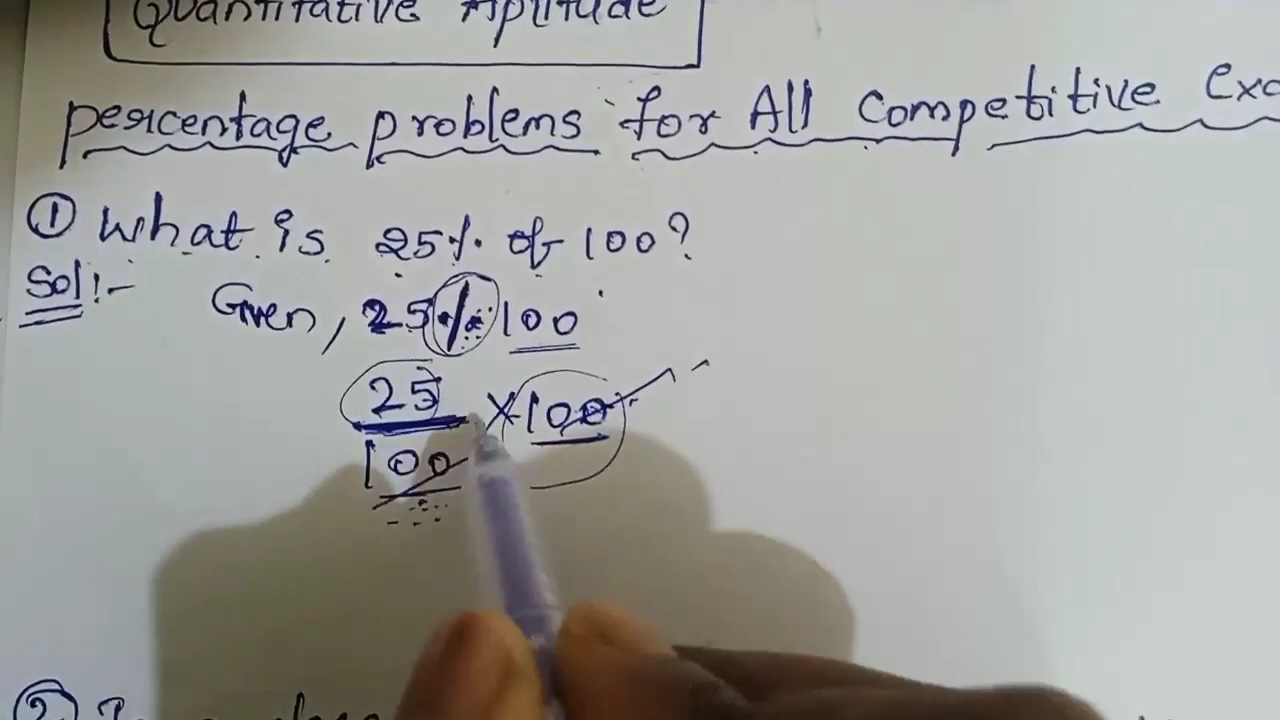 Quantitative Aptitude
percentage problems for All Competitive Exa
① What is 25% of 100?
Sol:- Given, 25% 100
25
× 100
100
②